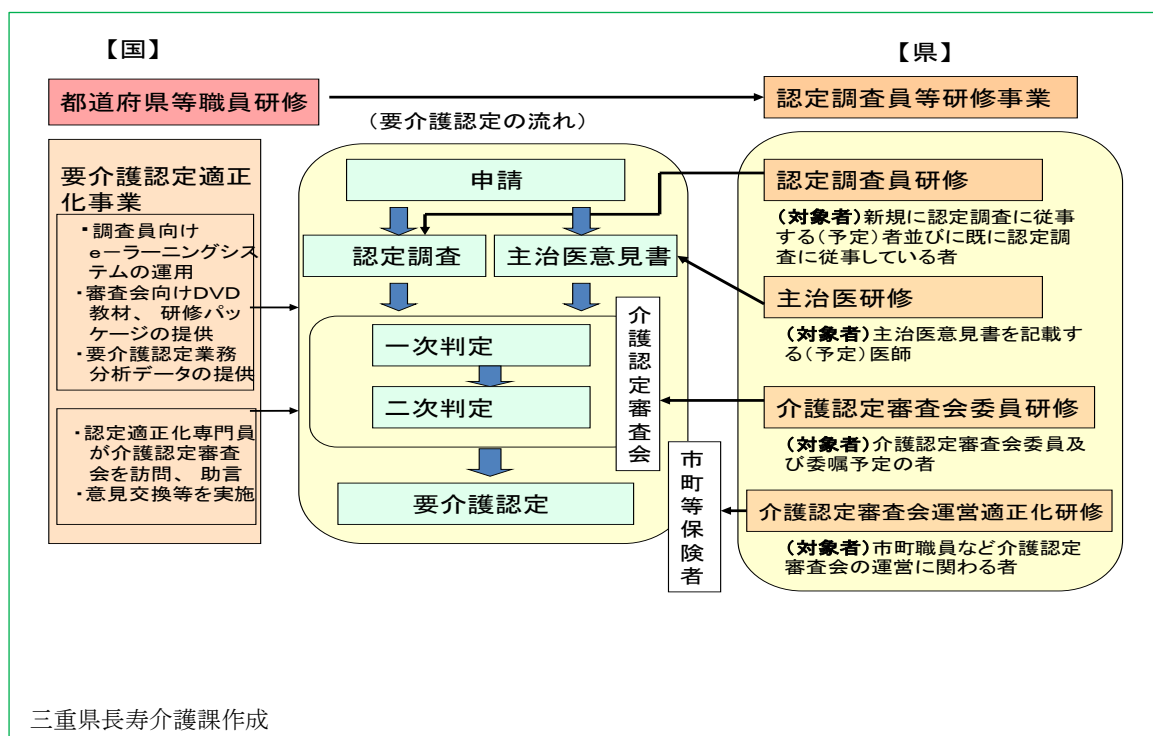 【国】
都道府県等職員研修
要介護認定適正
化事業
・調査員向け
e－ラーニングシス
テムの運用
・審査会向けDVD
教材、研修パッ
ケージの提供
・要介護認定業務
分析データの提供
・認定適正化専門員
が介護認定審査
会を訪問、助言
・意見交換等を実施
（要介護認定の流れ）
申請
認定調査
主治医意見書
一次判定
二次判定
要介護認定
介護認定審査会
市町等保険者
【県】
認定調査員等研修事業
認定調査員研修
（対象者）新規に認定調査に従事
する（予定）者並びに既に認定調
査に従事している者
主治医研修
（対象者）主治医意見書を記載す
る（予定）医師
介護認定審査会委員研修
（対象者）介護認定審査会委員及
び委嘱予定の者
介護認定審査会運営適正化研修
（対象者）市町職員など介護認定
審査会の運営に関わる者
三重県長寿介護課作成